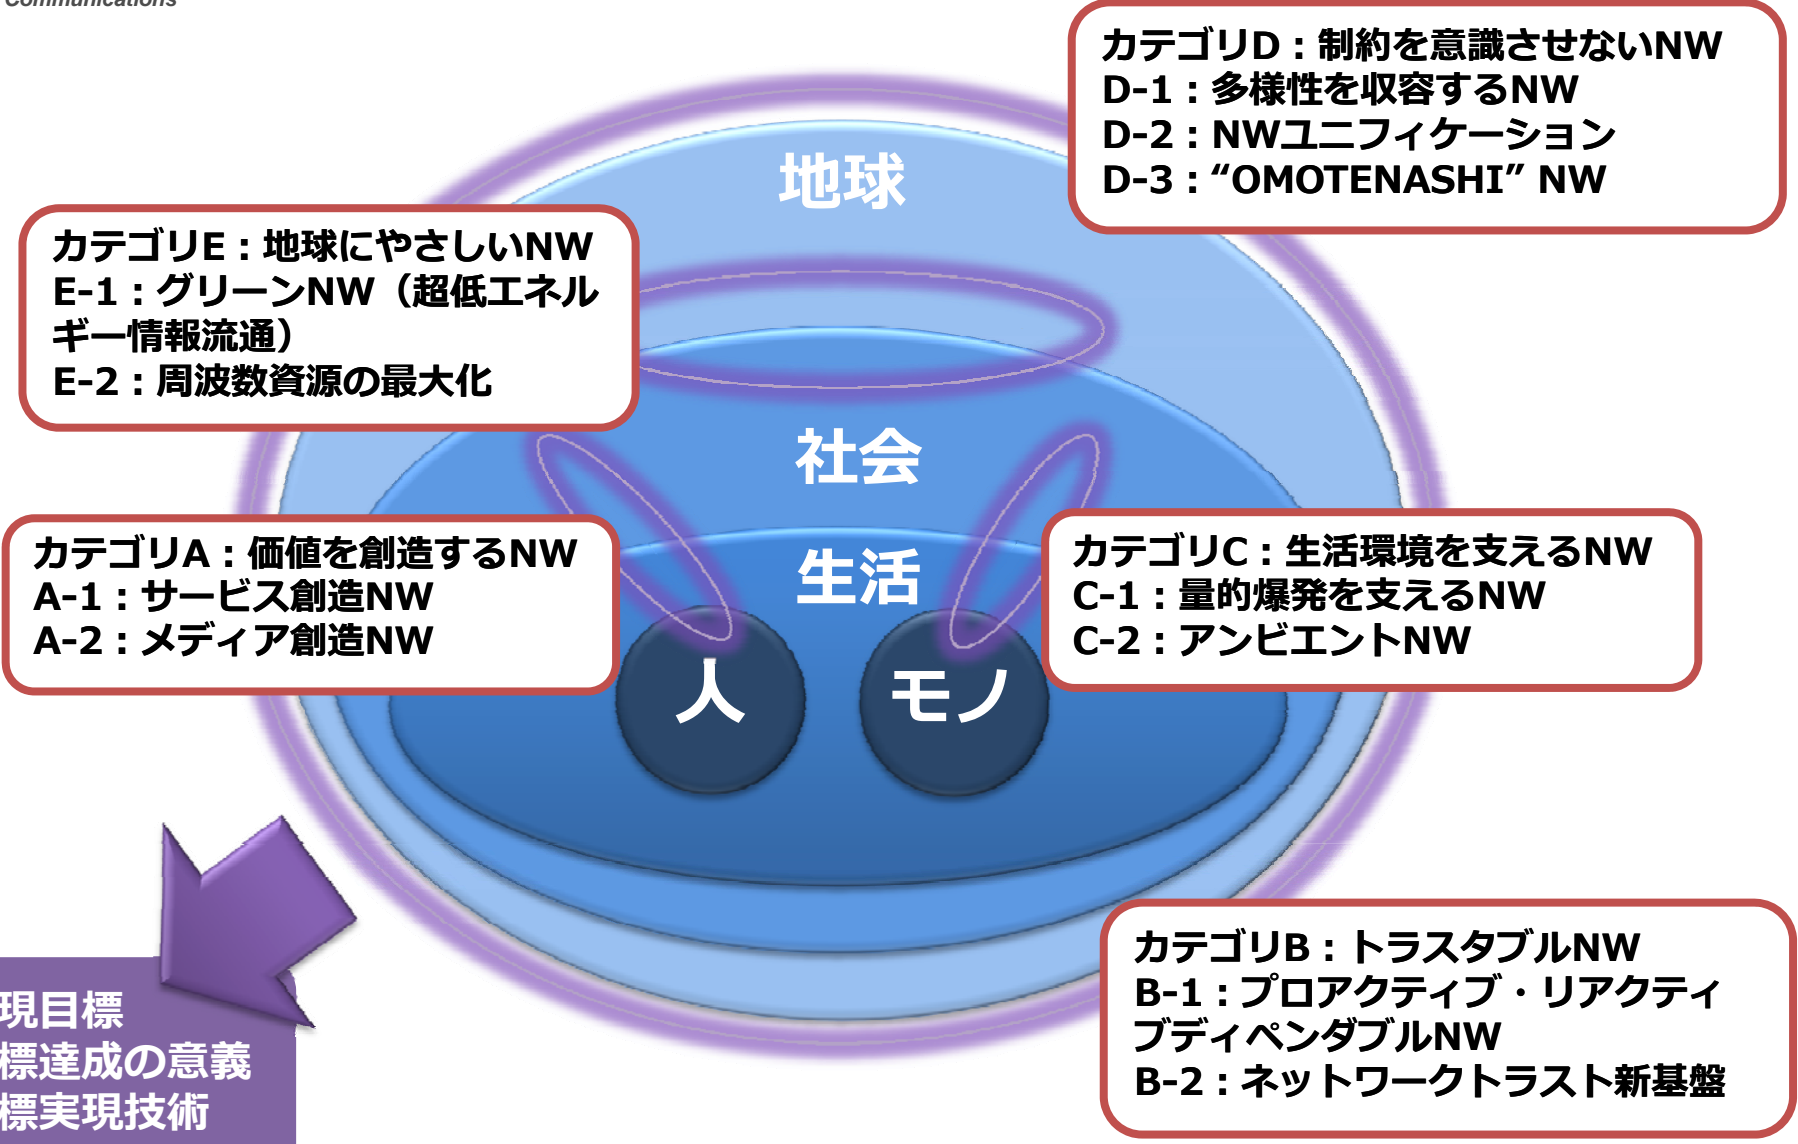 Communications
カテゴリD：制約を意識させないNW
D-1：多様性を収容するNW
D-2：NWユニフィケーション
D-3：“OMOTENASHI” NW
地球
カテゴリE：地球にやさしいNW
E-1：グリーンNW（超低エネル
ギー情報流通）
E-2：周波数資源の最大化
社会
カテゴリA：価値を創造するNW
A-1：サービス創造NW
A-2：メディア創造NW
生活
カテゴリC：生活環境を支えるNW
C-1：量的爆発を支えるNW
C-2：アンビエントNW
人
モノ
カテゴリB：トラスタブルNW
B-1：プロアクティブ・リアクティ
ブディペンダブルNW
B-2：ネットワークトラスト新基盤
現目標
標達成の意義
標実現技術